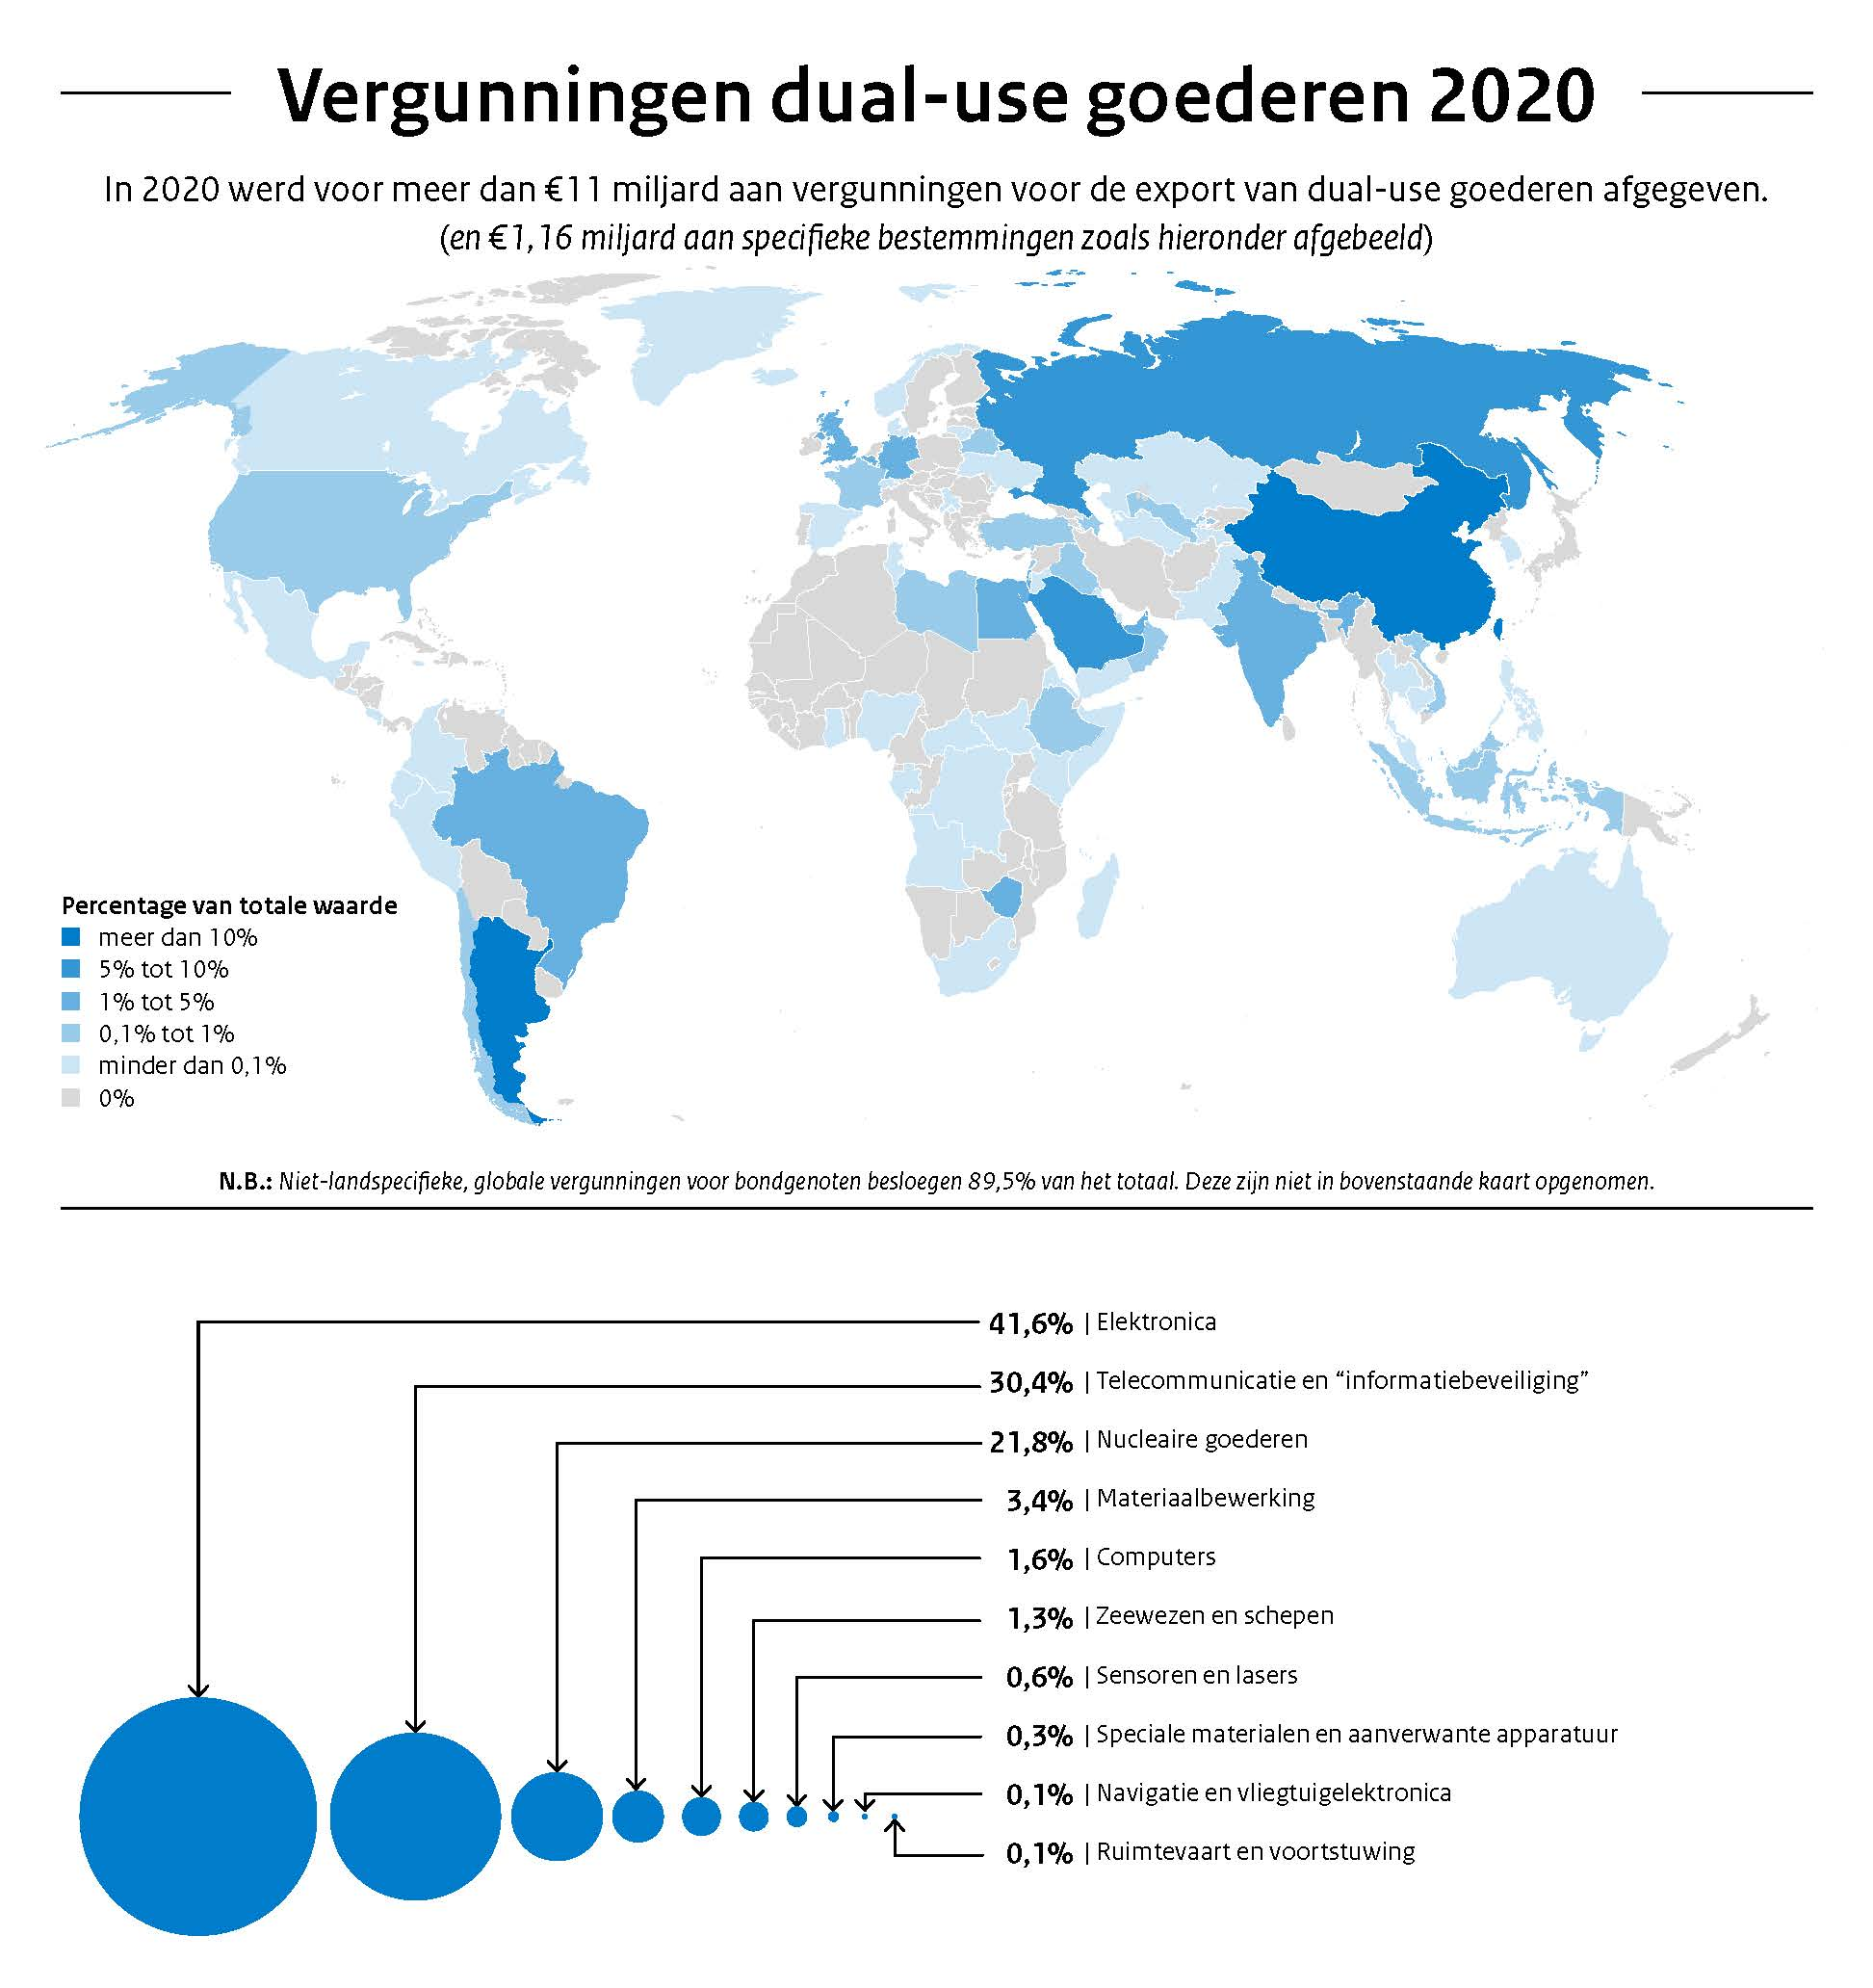 Vergunningen dual-use goederen 2020
In 2020 werd voor meer dan €11 miljard aan vergunningen voor de export van dual-use goederen afgegeven.
(en €1,16 miljard aan specifieke bestemmingen zoals hieronder afgebeeld)
Percentage van totale waarde
meer dan 10%
5% tot 10%
1% tot 5%
0,1% tot 1%
minder dan 0,1%
0%
N.B.: Niet-landspecifieke, globale vergunningen voor bondgenoten besloegen 89,5% van het totaal. Deze zijn niet in bovenstaande kaart opgenomen.
41,6% | Elektronica
30,4% | Telecommunicatie en “informatiebeveiliging”
21,8% | Nucleaire goederen
3,4% | Materiaalbewerking
1,6% | Computers
1,3% | Zeewezen en schepen
0,6% | Sensoren en lasers
0,3% | Speciale materialen en aanverwante apparatuur
0,1% | Navigatie en vliegtuigelektronica
0,1% | Ruimtevaart en voortstuwing